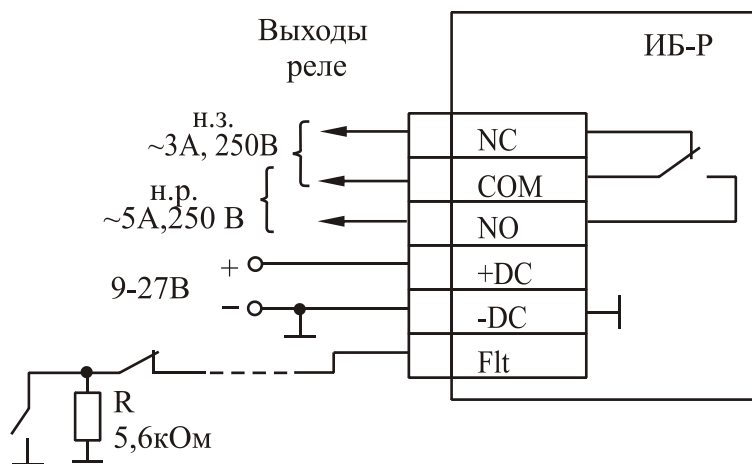 Выходы
реле
ИБ-Р
н.з.
~3А, 250В
н.р.
~5А,250 В
NC
COM
NO
+DC
-DC
Flt
+
9-27В
−
R
5,6кОм